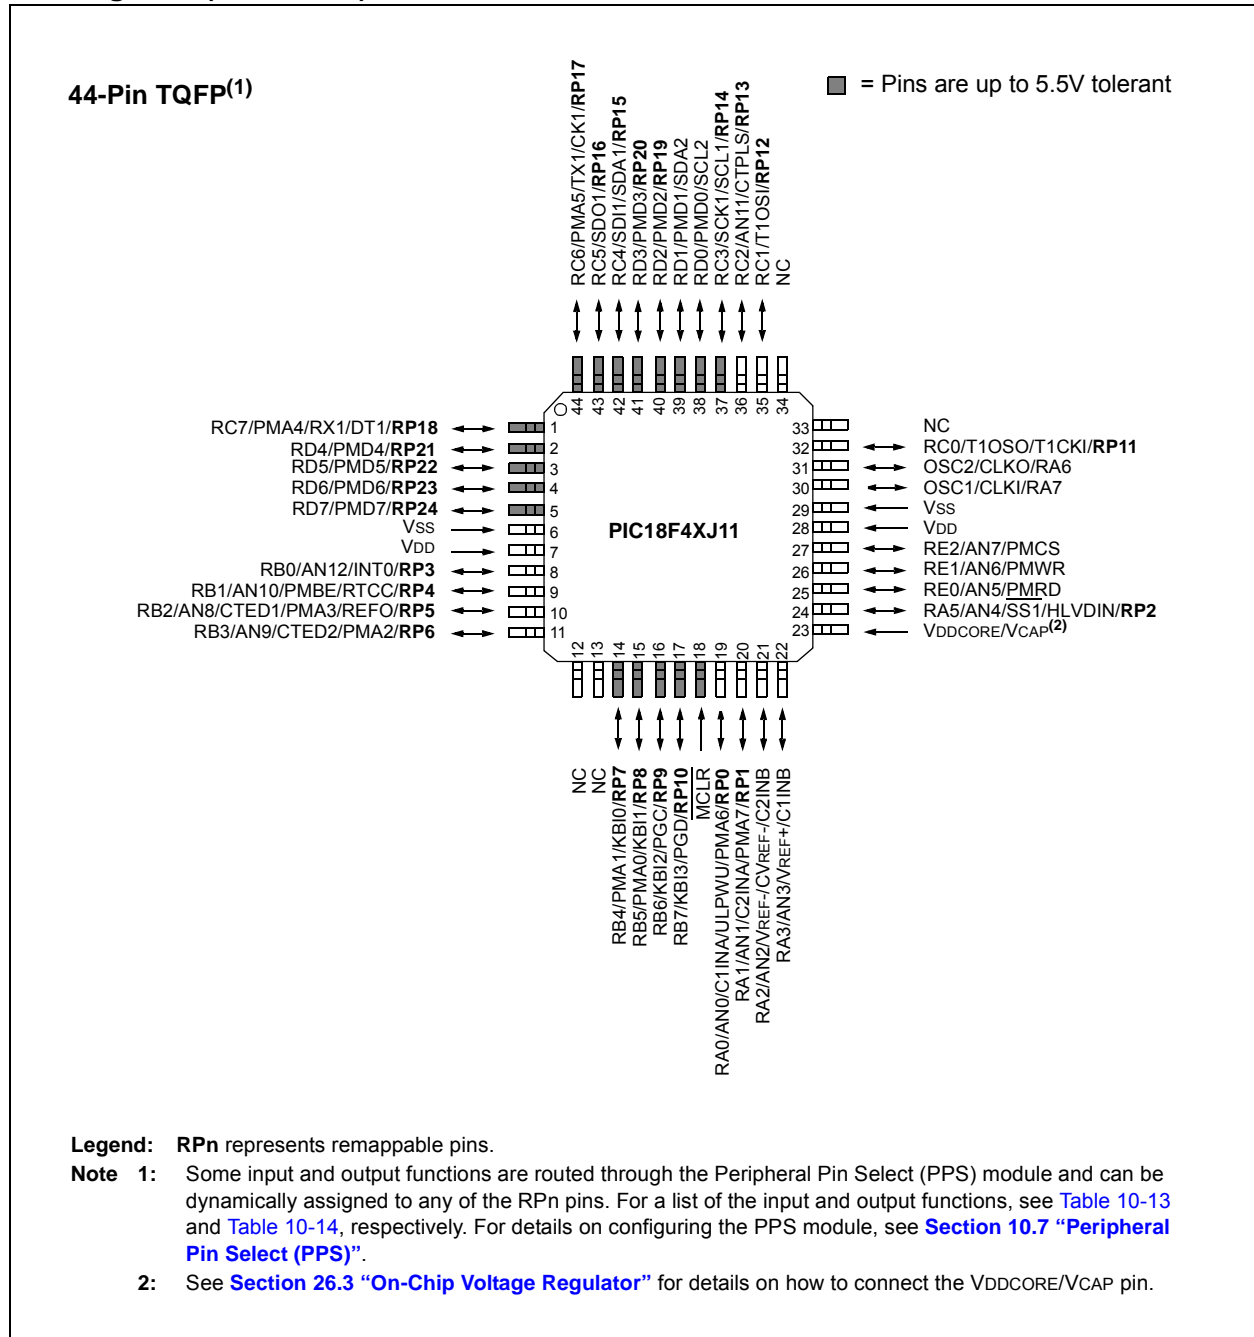 44-Pin TQFP(1)
= Pins are up to 5.5V tolerant
RC6/PMA5/TX1/CK1/RP17
RC5/SDO1/RP16
RC4/SDI1/SDA1/RP15
RD3/PMD3/RP20
RD2/PMD2/RP19
RD1/PMD1/SDA2
RD0/PMD0/SCL2
RC3/SCK1/SCL1/RP14
RC2/AN11/CTPLS/RP13
RC1/T1OSI/RP12
NC
44
43
42
41
40
39
38
37
36
35
34
RC7/PMA4/RX1/DT1/RP18 1
RD4/PMD4/RP21 2
RD5/PMD5/RP22 3
RD6/PMD6/RP23 4
RD7/PMD7/RP24 5
VSS 6
VDD 7
RB0/AN12/INT0/RP3 8
RB1/AN10/PMBE/RTCC/RP4 9
RB2/AN8/CTED1/PMA3/REFO/RP5 10
RB3/AN9/CTED2/PMA2/RP6 11
PIC18F4XJ11
33 NC
32 RC0/T1OSO/T1CKI/RP11
31 OSC2/CLKO/RA6
30 OSC1/CLKI/RA7
29 VSS
28 VDD
27 RE2/AN7/PMCS
26 RE1/AN6/PMWR
25 RE0/AN5/PMRD
24 RA5/AN4/SS1/HLVDIN/RP2
23 VDDCORE/VCAP(2)
12
13
14
15
16
17
18
19
20
21
22
NC
NC
RB4/PMA1/KBI0/RP7
RB5/PMA0/KBI1/RP8
RB6/KBI2/PGC/RP9
RB7/KBI3/PGD/RP10
MCLR
RA0/AN0/C1INA/ULPWU/PMA6/RP0
RA1/AN1/C2INA/PMA7/RP1
RA2/AN2/VREF-/CVREF-/C2INB
RA3/AN3/VREF+/C1INB
Legend: RPn represents remappable pins.
Note 1: Some input and output functions are routed through the Peripheral Pin Select (PPS) module and can be
dynamically assigned to any of the RPn pins. For a list of the input and output functions, see Table 10-13
and Table 10-14, respectively. For details on configuring the PPS module, see Section 10.7 “Peripheral
Pin Select (PPS)”.
2: See Section 26.3 “On-Chip Voltage Regulator” for details on how to connect the VDDCORE/VCAP pin.